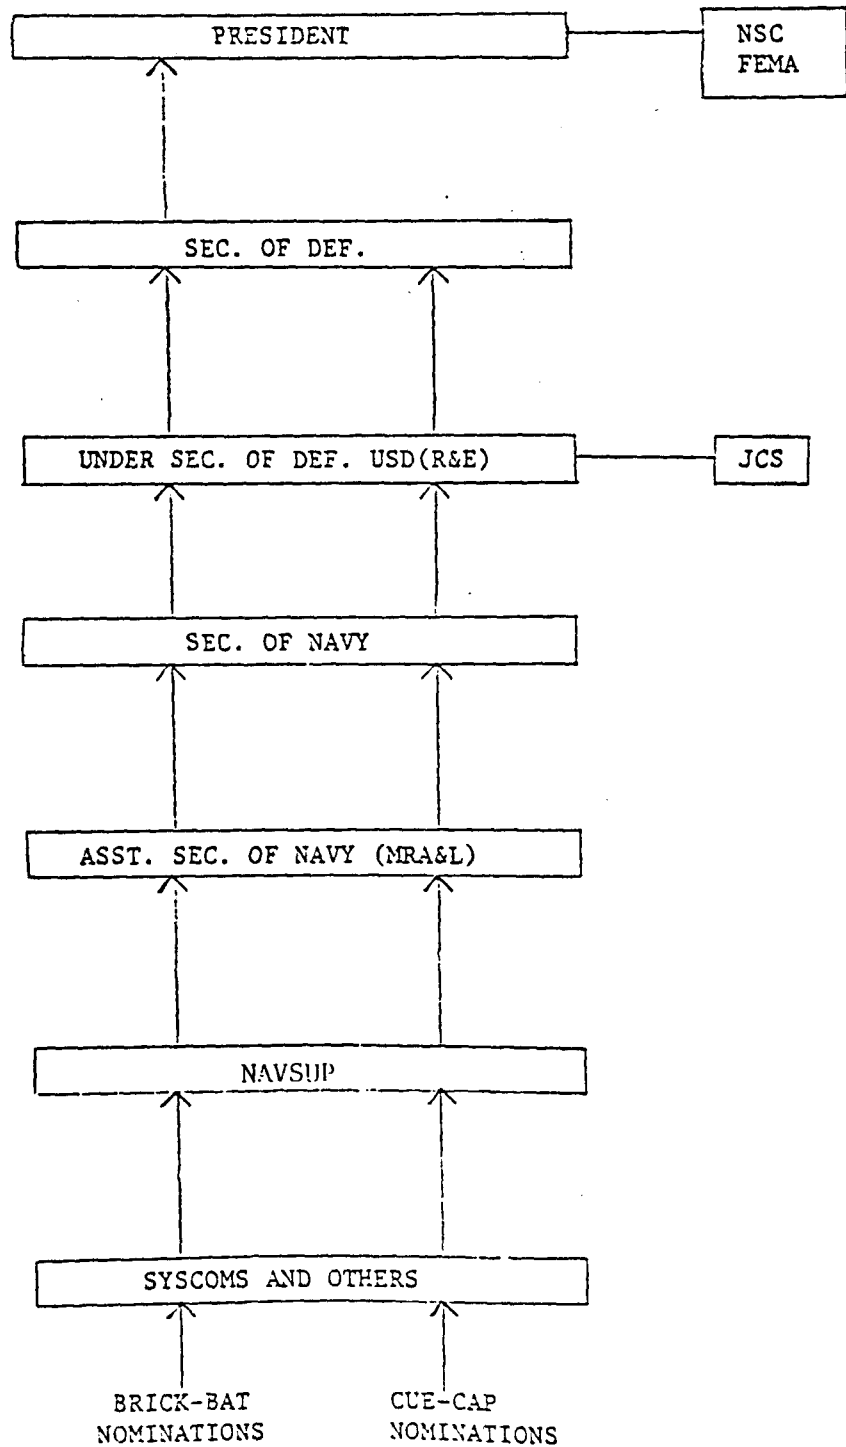 PRESIDENT
NSC
FEMA
SEC. OF DEF.
UNDER SEC. OF DEF. USD(R&E)
JCS
SEC. OF NAVY
ASST. SEC. OF NAVY (MRA&L)
NAVSUP
SYSCOMS AND OTHERS
BRICK-BAT
NOMINATIONS
CUE-CAP
NOMINATIONS